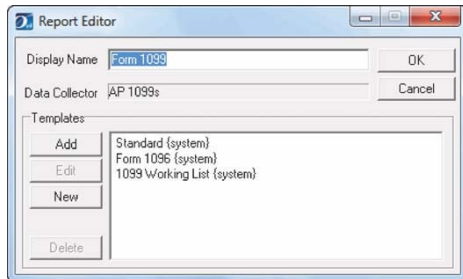 Report Editor
Display Name Form 1099 OK
Data Collector AP 1099s Cancel
Templates
Add
Edit
New
Delete
Standard {system}
Form 1096 {system}
1099 Working List {system}